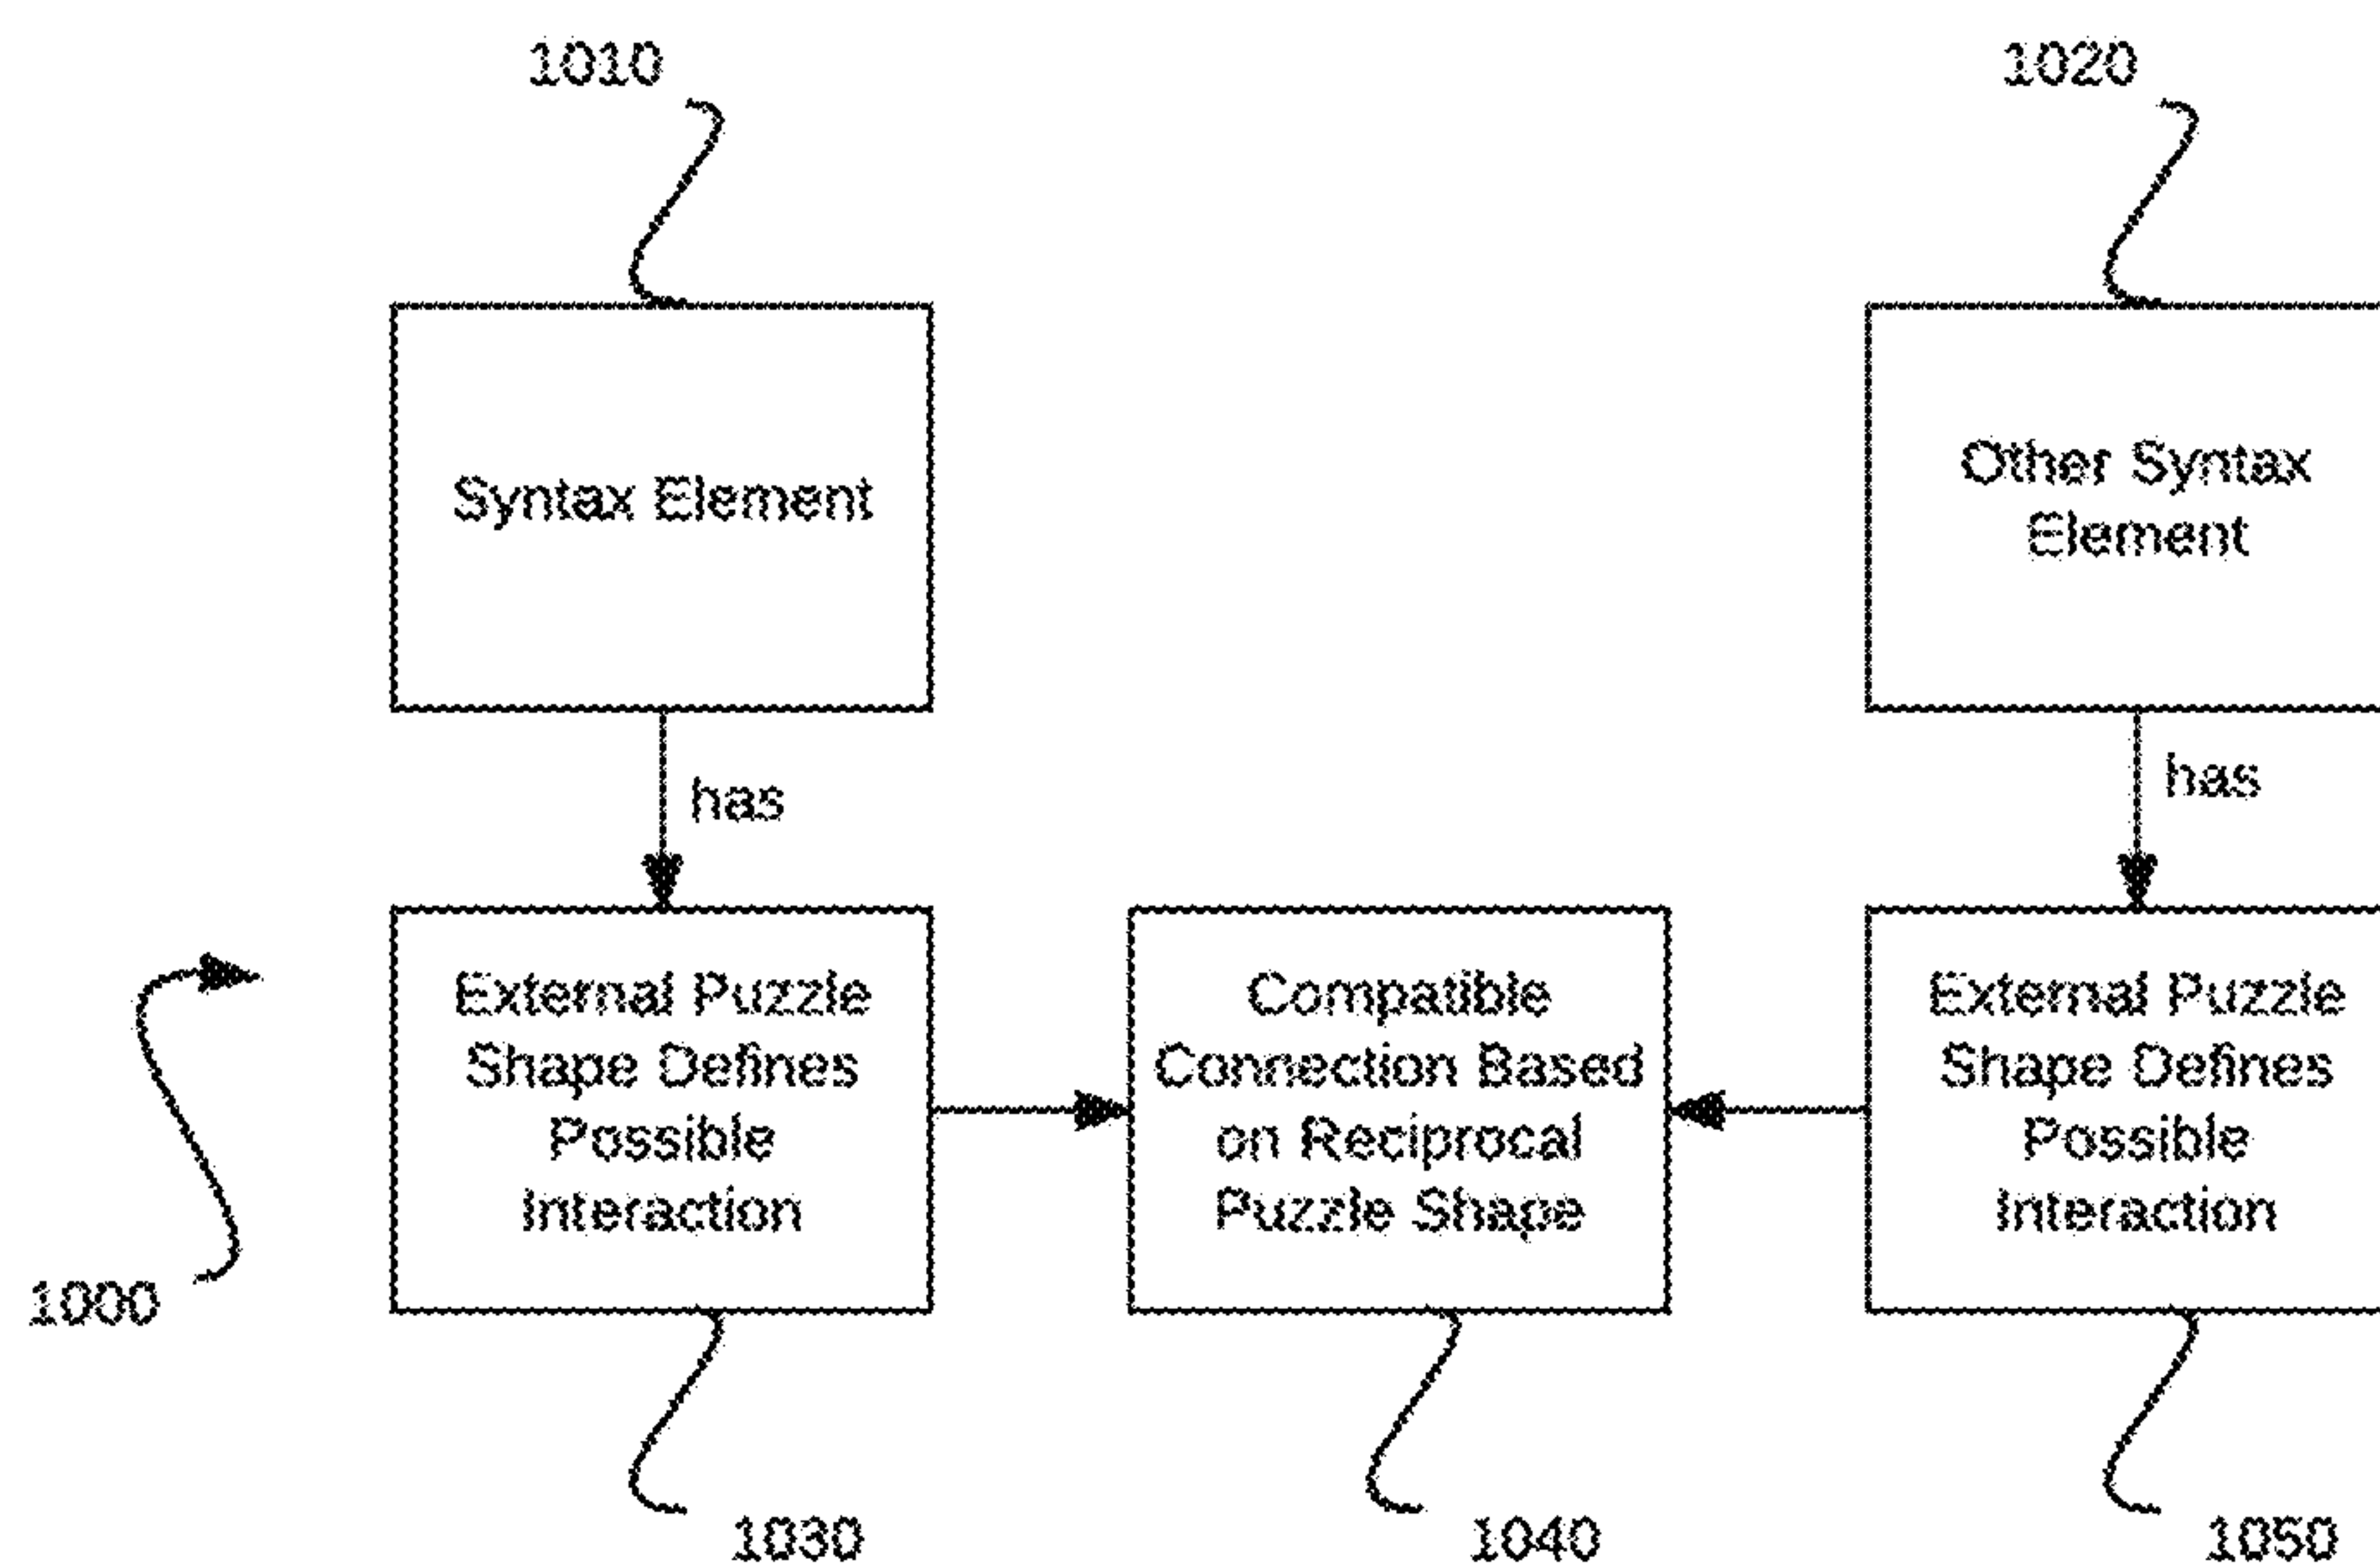 1010
1020
Syntax Element
Other Syntax
Element
has
has
External Puzzle
Shape Defines
Possible
Interaction
Compatible
Connection Based
on Reciprocal
Puzzle Shape
External Puzzle
Shape Defines
Possible
Interaction
1000
1030
1040
1050